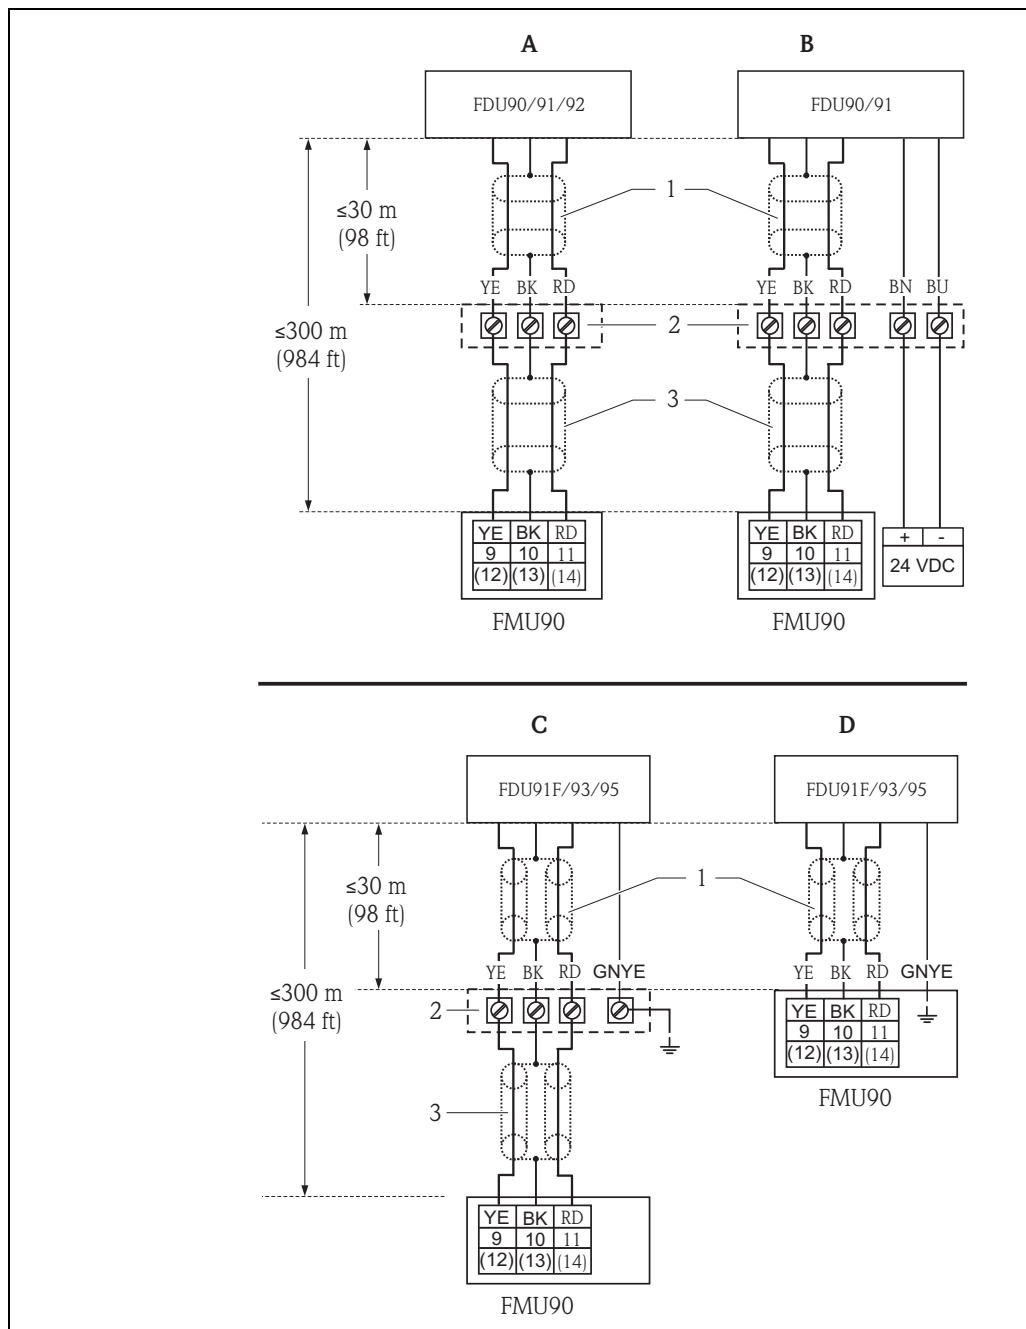 A B
FDU90/91/92 FDU90/91
1
≤30 m
(98 ft)
YE BK RD YE BK RD BN BU
2
≤300 m
(984 ft)
3
YE BK RD YE BK RD + -
9 10 11 9 10 11 24 VDC
(12) (13) (14) (12) (13) (14)
FMU90 FMU90
C D
FDU91F/93/95 FDU91F/93/95
1
≤30 m
(98 ft)
YE BK RD GNYE YE BK RD GNYE
≤300 m
(984 ft)
2
YE BK RD
9 10 11
(12) (13) (14)
FMU90
3
YE BK RD
9 10 11
(12) (13) (14)
FMU90